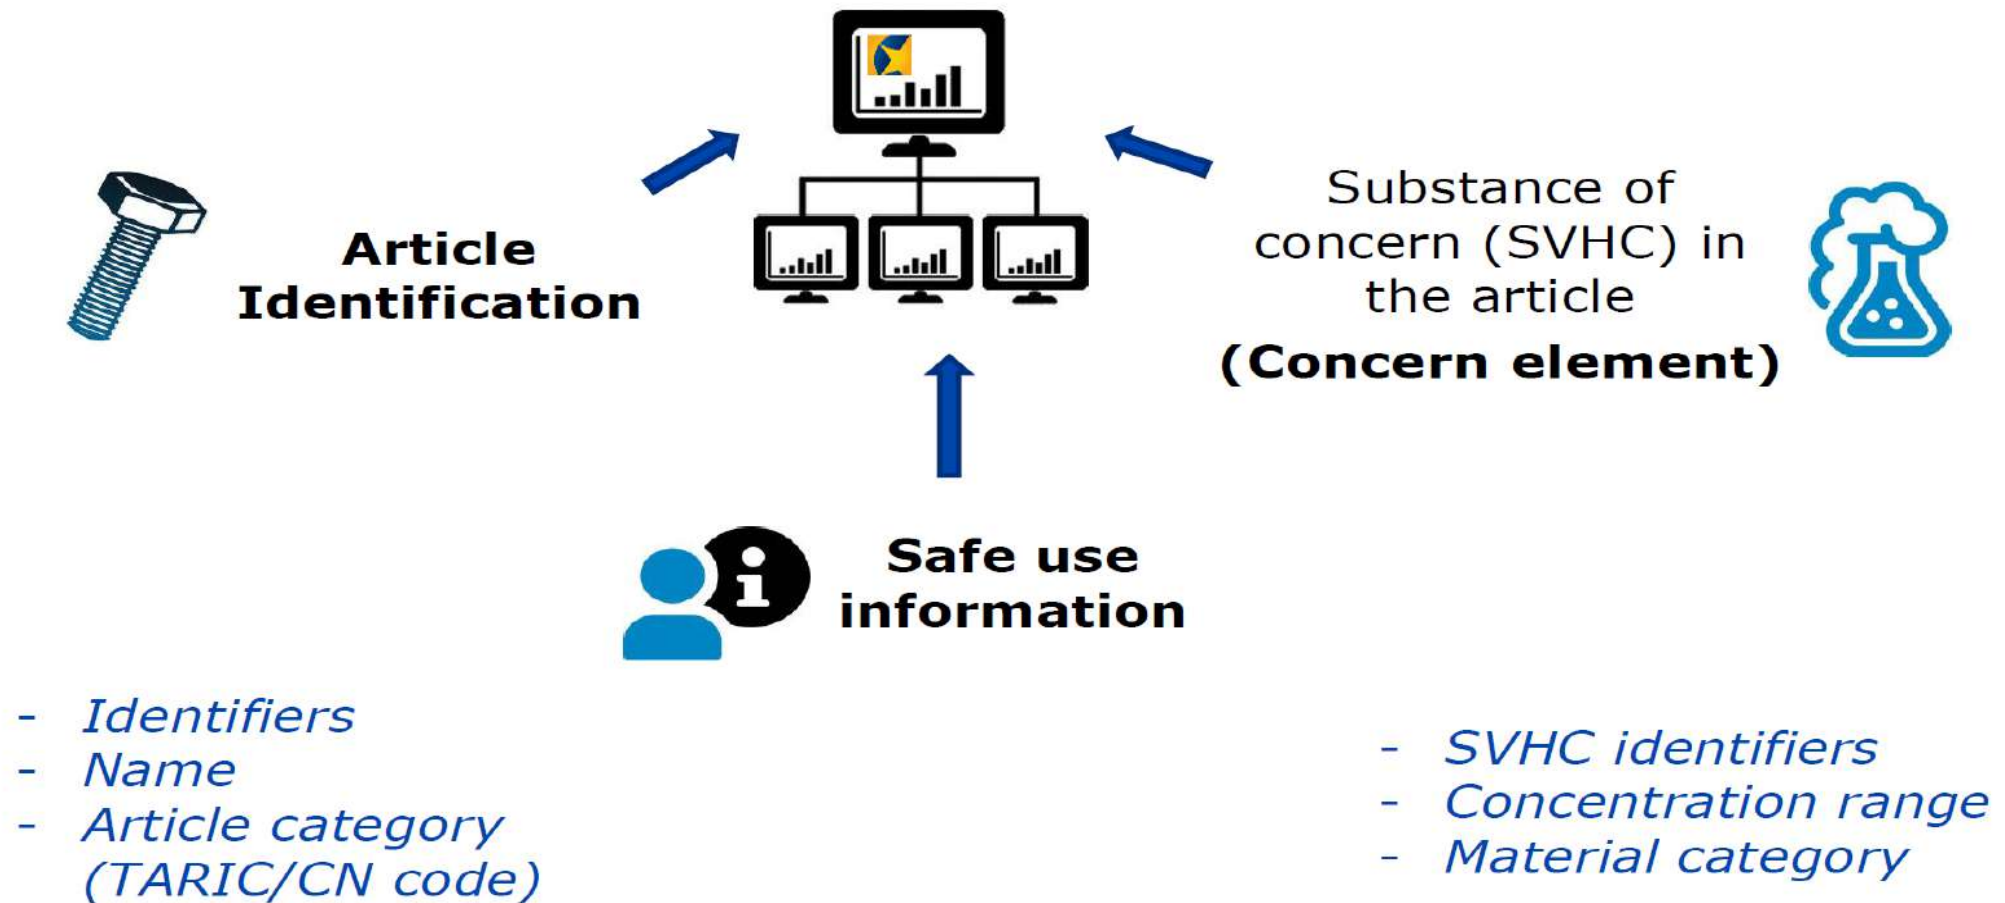 Article
Identification
Substance of
concern (SVHC) in
the article
(Concern element)
i
Safe use
information
- Identifiers
- Name
- Article category
(TARIC/CN code)
- SVHC identifiers
- Concentration range
- Material category